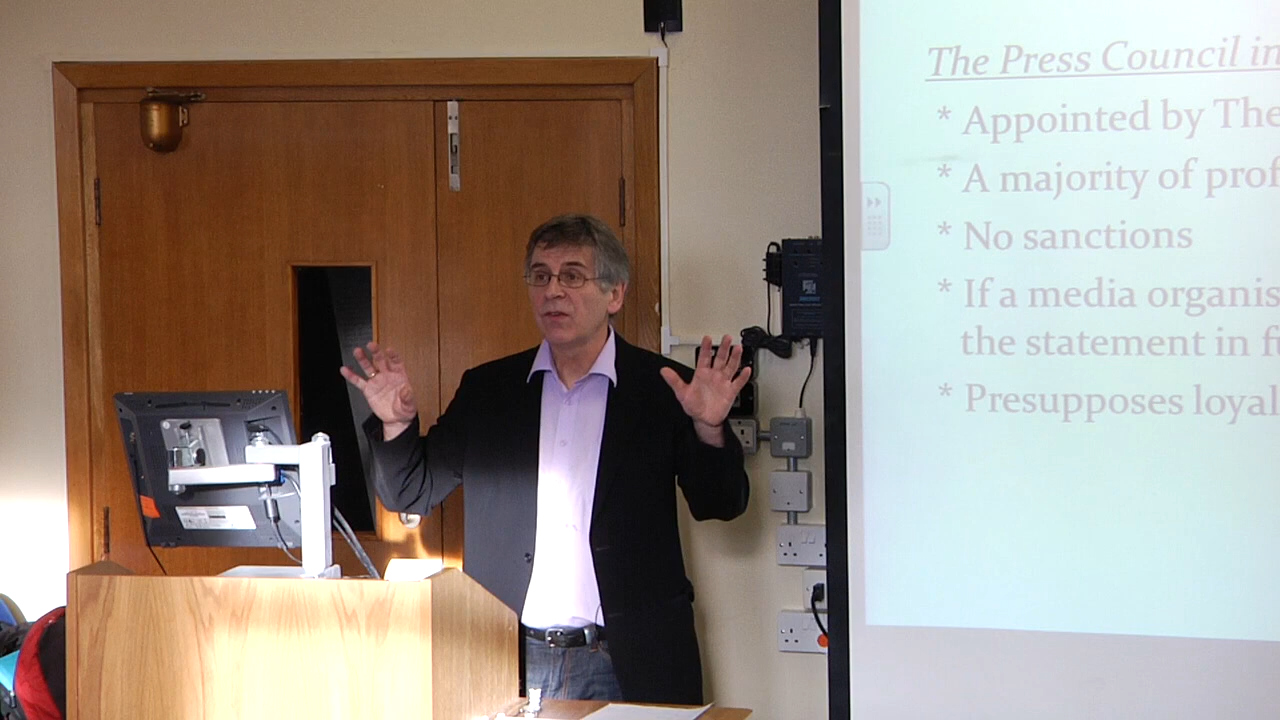 The Press Council in
* Appointed by The
* A majority of prof
* No sanctions
* If a media organis
the statement in fu
* Presupposes loyal